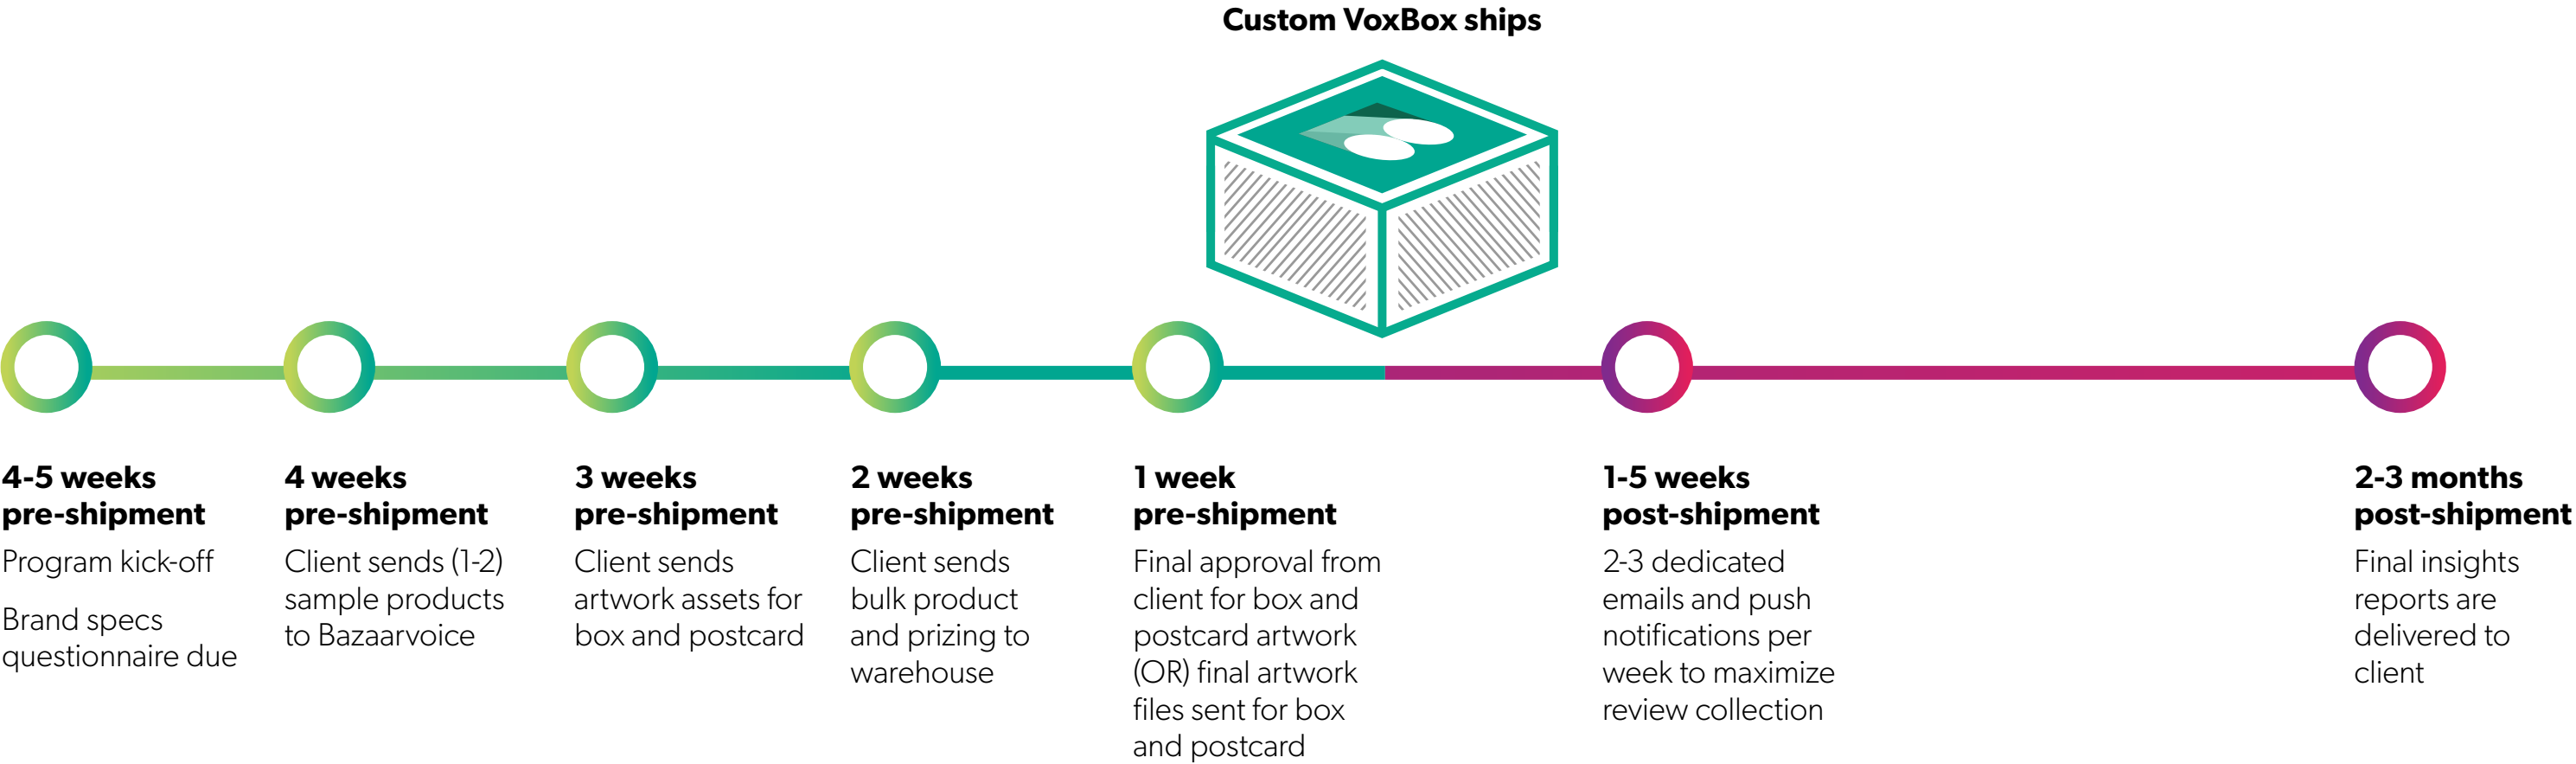 Custom VoxBox ships
4-5 weeks
pre-shipment
Program kick-off
Brand specs
questionnaire due
4 weeks
pre-shipment
Client sends (1-2)
sample products
to Bazaarvoice
3 weeks
pre-shipment
Client sends
artwork assets for
box and postcard
2 weeks
pre-shipment
Client sends
bulk product
and prizing to
warehouse
1 week
pre-shipment
Final approval from
client for box and
postcard artwork
(OR) final artwork
files sent for box
and postcard
1-5 weeks
post-shipment
2-3 dedicated
emails and push
notifications per
week to maximize
review collection
2-3 months
post-shipment
Final insights
reports are
delivered to
client